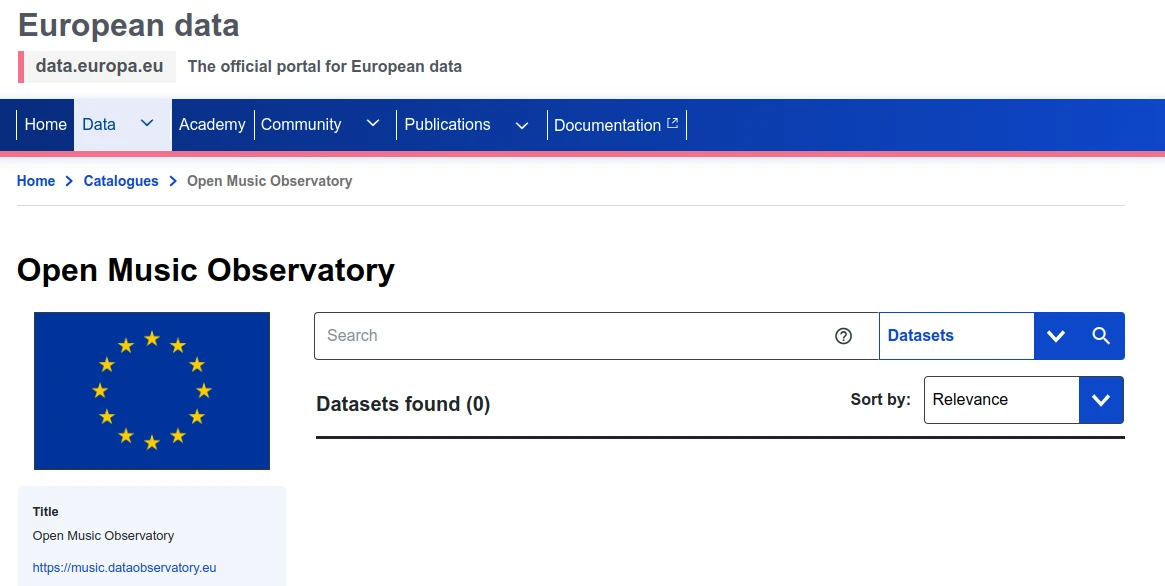 European data
data.europa.eu The official portal for European data
Home Data Academy Community Publications Documentation
Home Catalogues Open Music Observatory
Open Music Observatory
Search Datasets
Datasets found (0) Sort by: Relevance
Title
Open Music Observatory
https://music.dataobservatory.eu